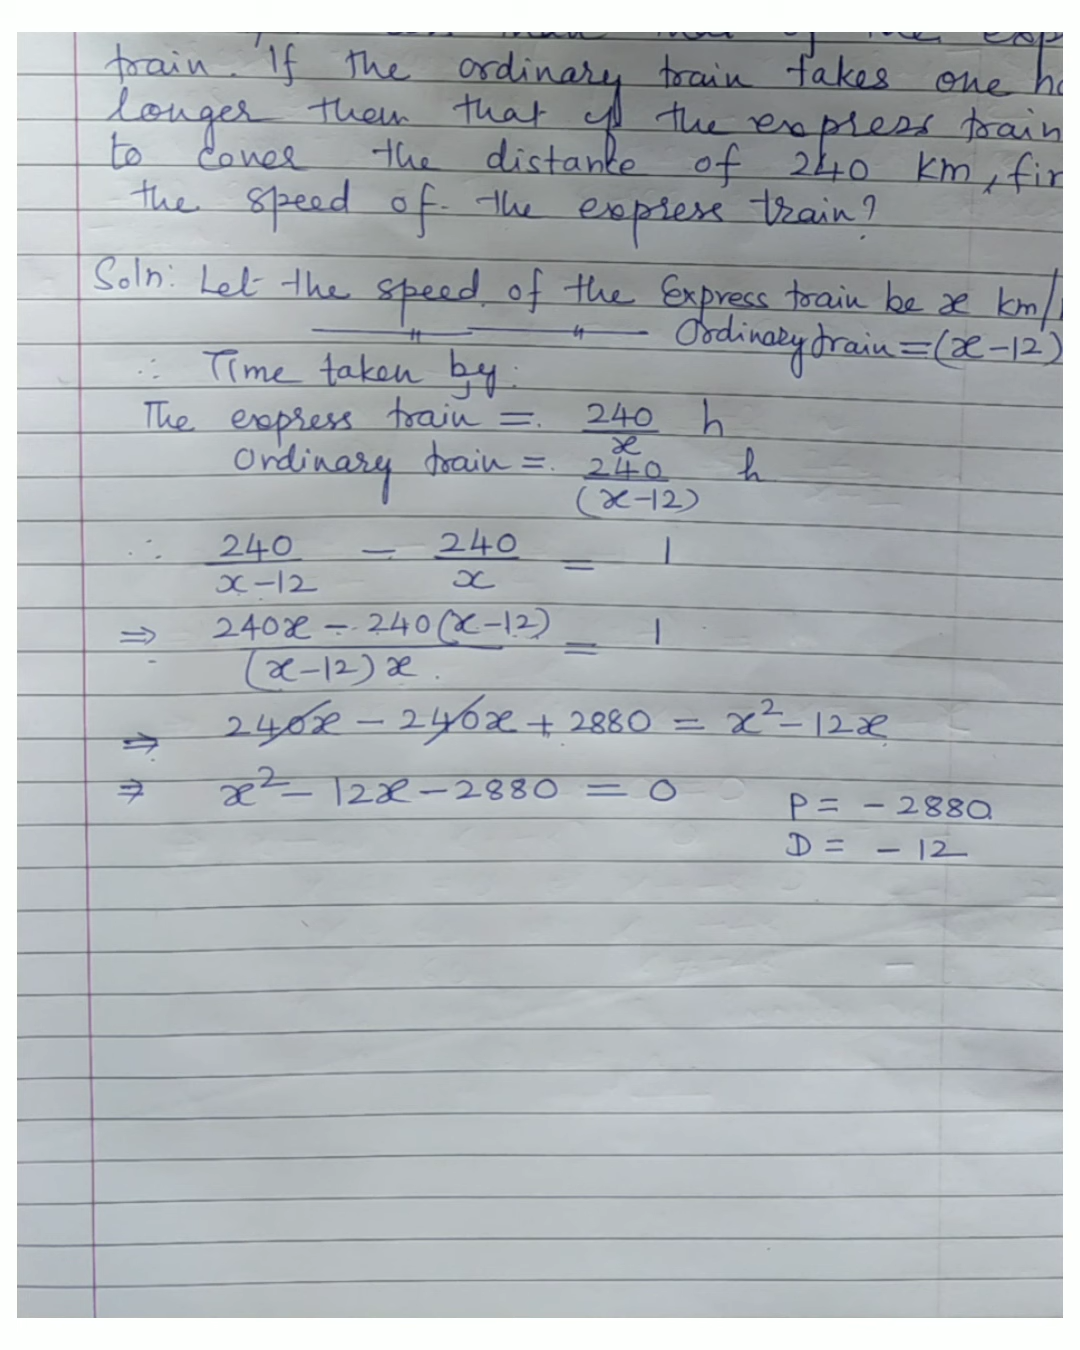 train. If the ordinary train takes one
longer then that of the express train
to cover the distance of 240 km,
the speed of the express train?
Soln: Let the speed of the Express train be x km/
—〃— —〃— Ordinary train = (x-12)
∴ Time taken by:
The express train = 240/x h
Ordinary train = 240/(x-12) h
∴ 240/x-12 - 240/x = 1
⇒ 240x - 240(x-12)/(x-12)x = 1
⇒ 240x - 240x + 2880 = x² - 12x
⇒ x² - 12x - 2880 = 0
P = - 2880
D = - 12